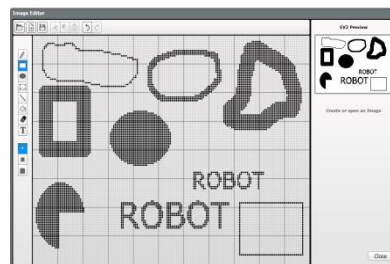 Image Editor
EV3 Preview
ROBOT
ROBOT
Create or open an Image
T
ROBOT
ROBOT
Close